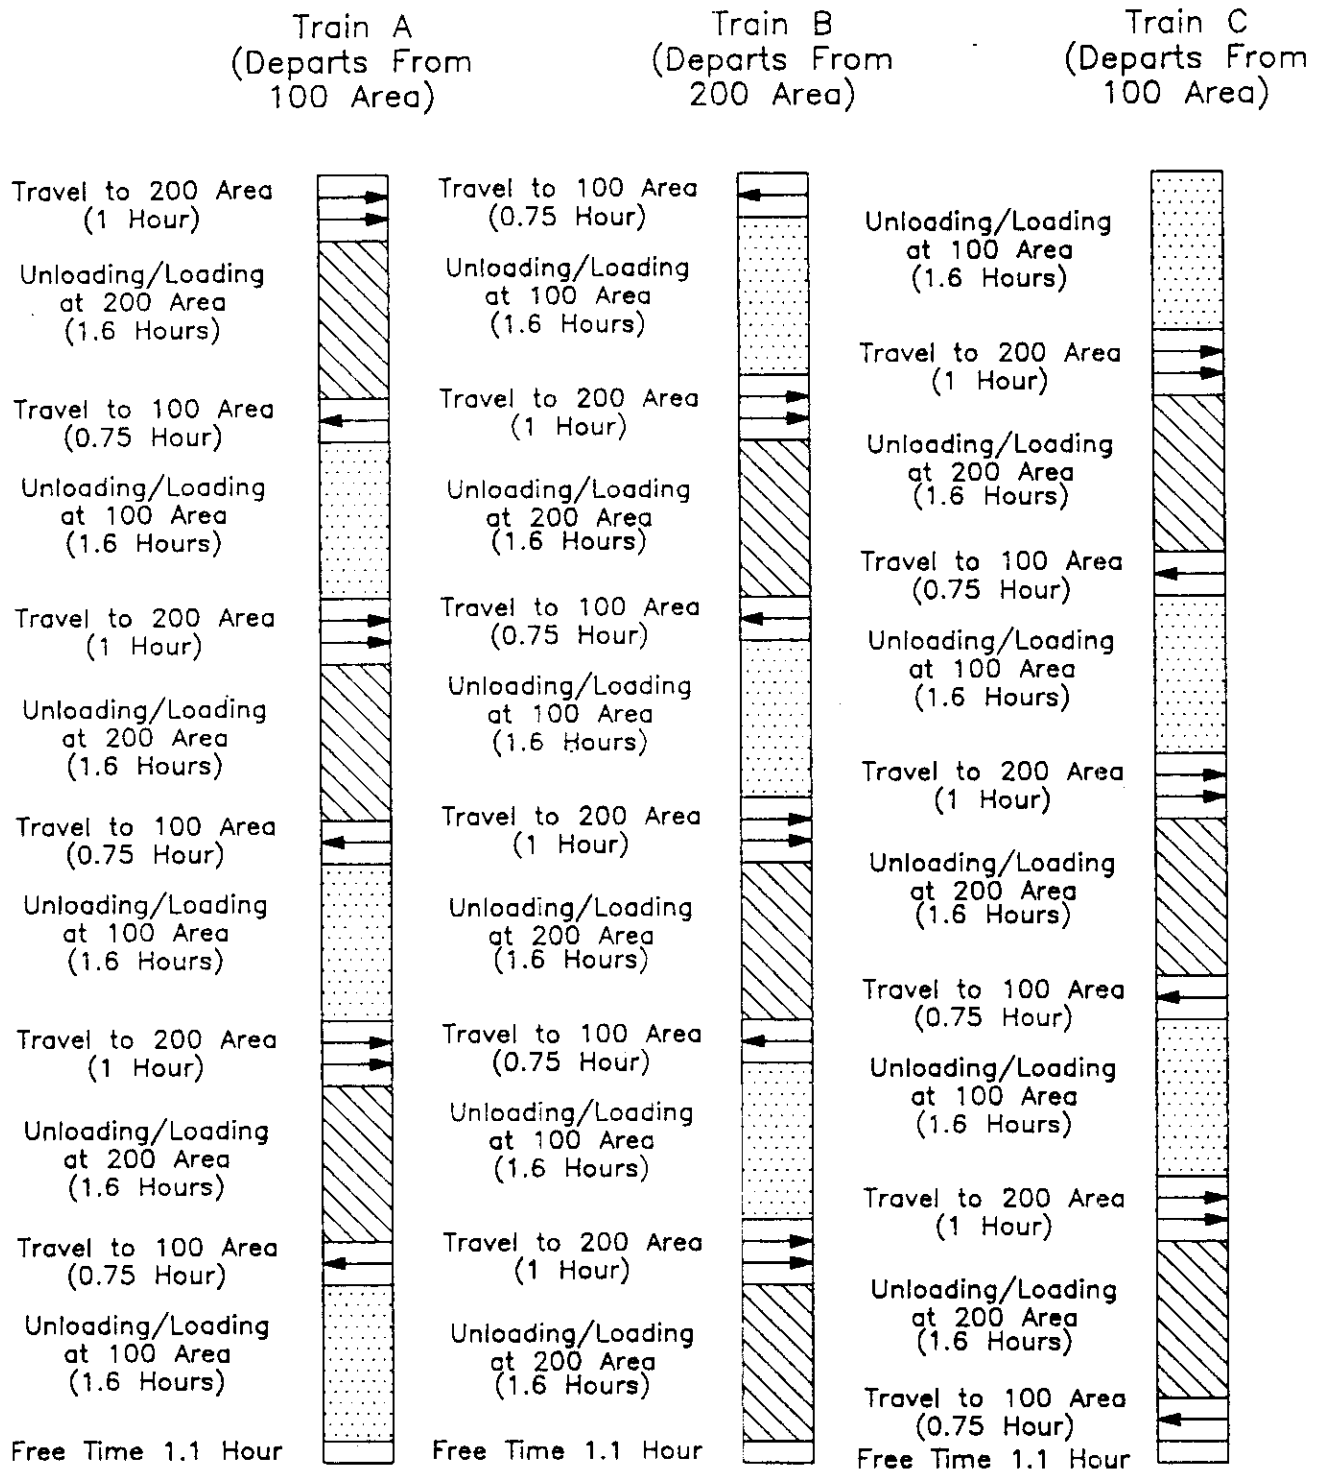 Train A
(Departs From
100 Area)
Train B
(Departs From
200 Area)
Train C
(Departs From
100 Area)
Travel to 200 Area
(1 Hour)
Unloading/Loading
at 200 Area
(1.6 Hours)
Travel to 100 Area
(0.75 Hour)
Unloading/Loading
at 100 Area
(1.6 Hours)
Travel to 200 Area
(1 Hour)
Unloading/Loading
at 200 Area
(1.6 Hours)
Travel to 100 Area
(0.75 Hour)
Unloading/Loading
at 100 Area
(1.6 Hours)
Travel to 200 Area
(1 Hour)
Unloading/Loading
at 200 Area
(1.6 Hours)
Travel to 100 Area
(0.75 Hour)
Unloading/Loading
at 100 Area
(1.6 Hours)
Free Time 1.1 Hour
Travel to 100 Area
(0.75 Hour)
Unloading/Loading
at 100 Area
(1.6 Hours)
Travel to 200 Area
(1 Hour)
Unloading/Loading
at 200 Area
(1.6 Hours)
Travel to 100 Area
(0.75 Hour)
Unloading/Loading
at 100 Area
(1.6 Hours)
Travel to 200 Area
(1 Hour)
Unloading/Loading
at 200 Area
(1.6 Hours)
Travel to 100 Area
(0.75 Hour)
Unloading/Loading
at 100 Area
(1.6 Hours)
Travel to 200 Area
(1 Hour)
Unloading/Loading
at 200 Area
(1.6 Hours)
Free Time 1.1 Hour
Unloading/Loading
at 100 Area
(1.6 Hours)
Travel to 200 Area
(1 Hour)
Unloading/Loading
at 200 Area
(1.6 Hours)
Travel to 100 Area
(0.75 Hour)
Unloading/Loading
at 100 Area
(1.6 Hours)
Travel to 200 Area
(1 Hour)
Unloading/Loading
at 200 Area
(1.6 Hours)
Travel to 100 Area
(0.75 Hour)
Unloading/Loading
at 100 Area
(1.6 Hours)
Travel to 200 Area
(1 Hour)
Unloading/Loading
at 200 Area
(1.6 Hours)
Travel to 100 Area
(0.75 Hour)
Free Time 1.1 Hour